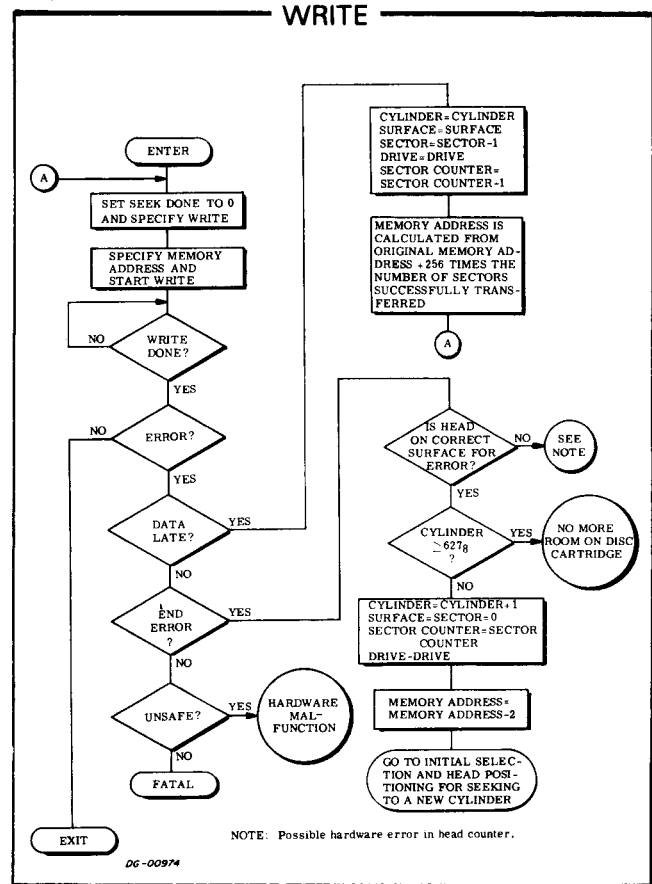 WRITE
ENTER
A
SET SEEK DONE TO 0
AND SPECIFY WRITE
SPECIFY MEMORY
ADDRESS AND
START WRITE
NO
WRITE
DONE?
YES
NO
ERROR?
YES
DATA
LATE?
YES
NO
END
ERROR
?
YES
NO
UNSAFE?
YES
HARDWARE
MAL-
FUNCTION
NO
FATAL
EXIT
CYLINDER=CYLINDER
SURFACE=SURFACE
SECTOR=SECTOR-1
DRIVE=DRIVE
SECTOR COUNTER=
SECTOR COUNTER-1
MEMORY ADDRESS IS
CALCULATED FROM
ORIGINAL MEMORY AD-
DRESS +256 TIMES THE
NUMBER OF SECTORS
SUCCESSFULLY TRANS-
FERRED
A
IS HEAD
ON CORRECT
SURFACE FOR
ERROR?
NO
SEE
NOTE
YES
CYLINDER
≥627₈
?
YES
NO MORE
ROOM ON DISC
CARTRIDGE
NO
CYLINDER=CYLINDER+1
SURFACE=SECTOR=0
SECTOR COUNTER=SECTOR
COUNTER
DRIVE-DRIVE
MEMORY ADDRESS=
MEMORY ADDRESS-2
GO TO INITIAL SELEC-
TION AND HEAD POSI-
TIONING FOR SEEKING
TO A NEW CYLINDER
NOTE: Possible hardware error in head counter.
DG-00974